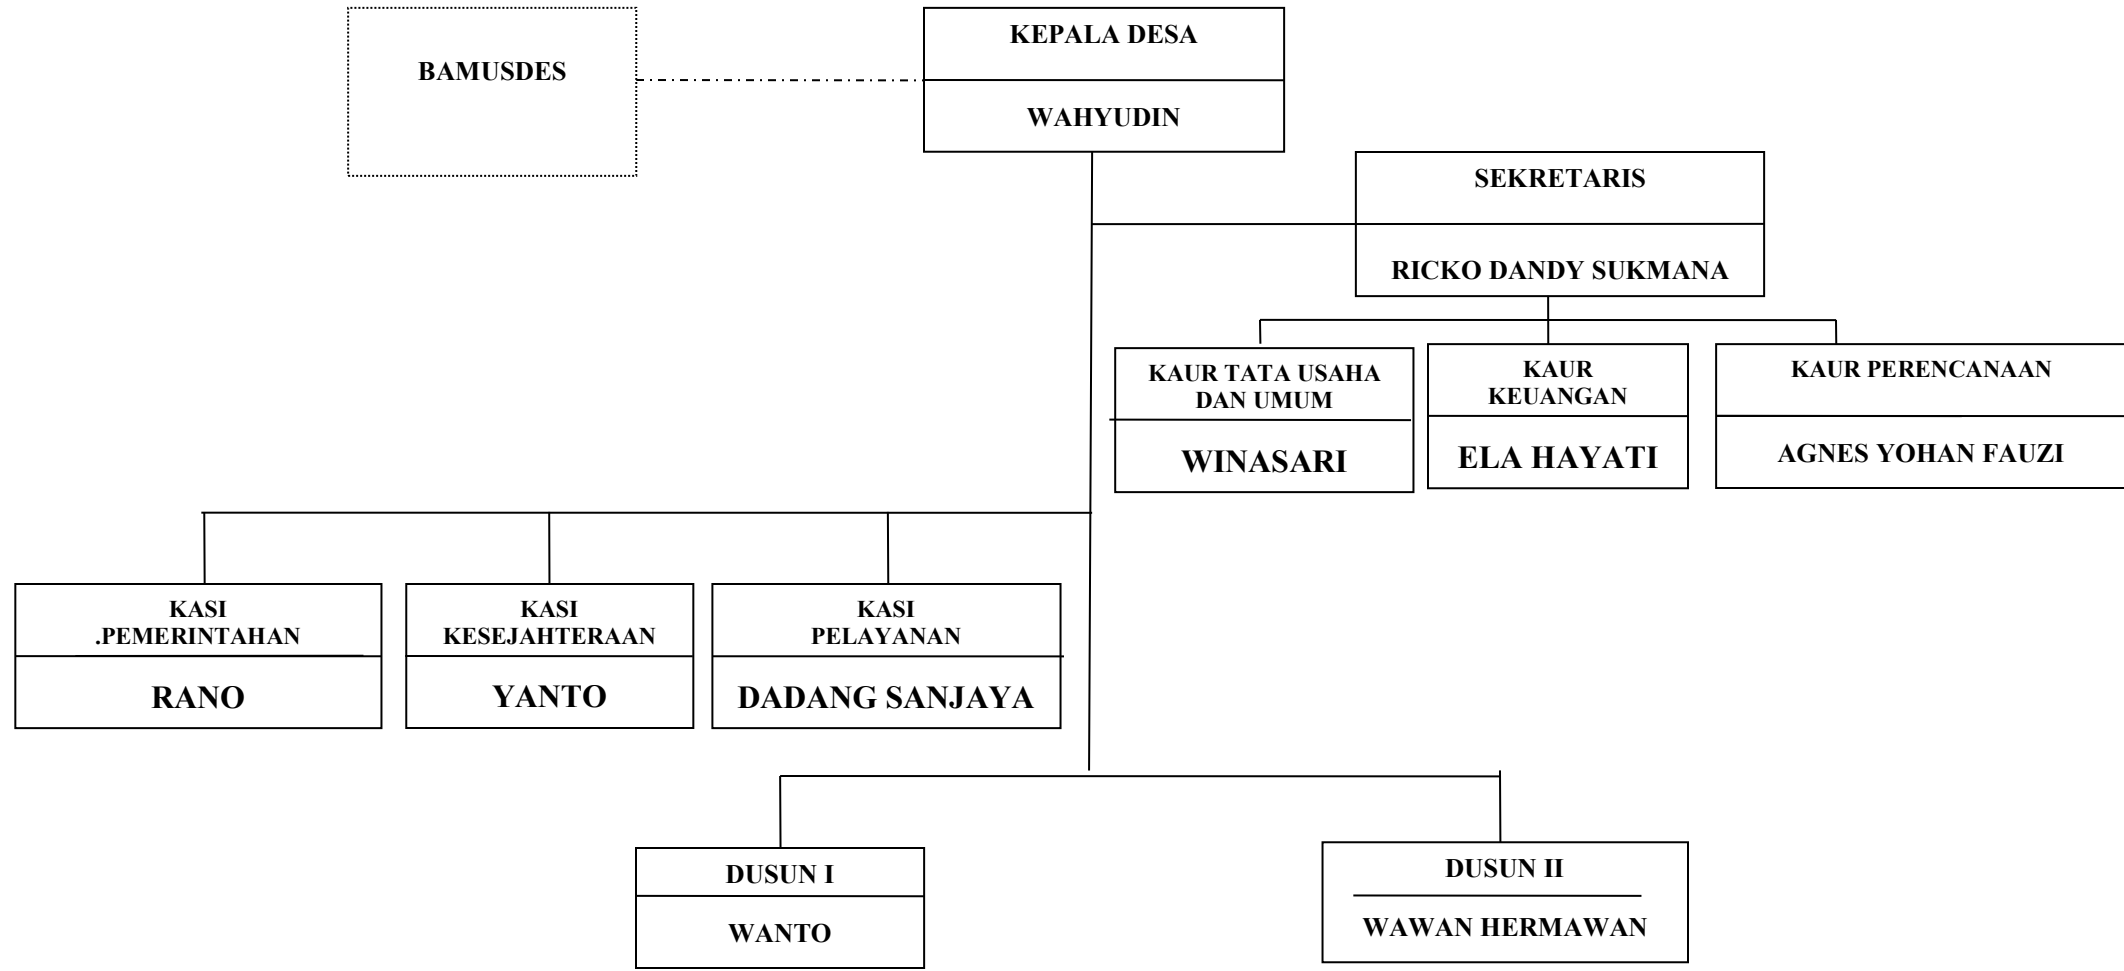 BAMUSDES
KEPALA DESA
WAHYUDIN
SEKRETARIS
RICKO DANDY SUKMANA
KAUR TATA USAHA
DAN UMUM
WINASARI
KAUR
KEUANGAN
ELA HAYATI
KAUR PERENCANAAN
AGNES YOHAN FAUZI
KASI
.PEMERINTAHAN
RANO
KASI
KESEJAHTERAAN
YANTO
KASI
PELAYANAN
DADANG SANJAYA
DUSUN I
WANTO
DUSUN II
WAWAN HERMAWAN